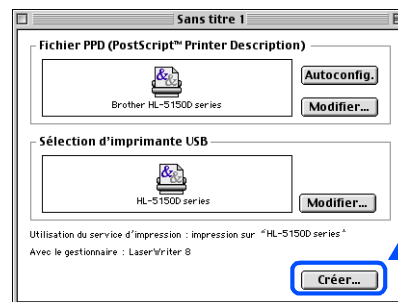 Sans titre 1
Fichier PPD (PostScript™ Printer Description)
Autoconfig.
Brother HL-5150D series
Modifier...
Sélection d'imprimante USB
HL-5150D series
Modifier...
Utilisation du service d'impression : impression sur “HL-5150D series”
Avec le gestionnaire : LaserWriter 8
Créer...